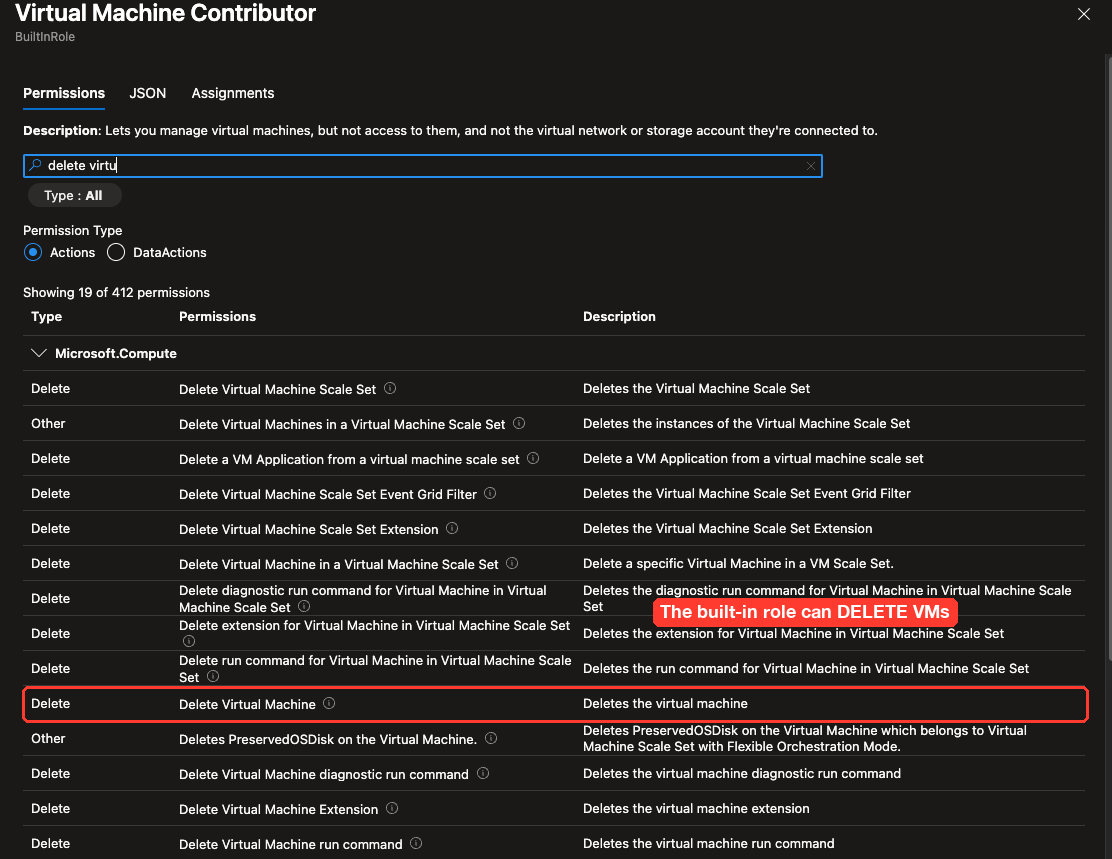 Virtual Machine Contributor
BuiltInRole
Permissions JSON Assignments
Description: Lets you manage virtual machines, but not access to them, and not the virtual network or storage account they're connected to.
delete virtu
Type : All
Permission Type
Actions DataActions
Showing 19 of 412 permissions
Type Permissions Description
Microsoft.Compute
Delete Delete Virtual Machine Scale Set Deletes the Virtual Machine Scale Set
Other Delete Virtual Machines in a Virtual Machine Scale Set Deletes the instances of the Virtual Machine Scale Set
Delete Delete a VM Application from a virtual machine scale set Delete a VM Application from a virtual machine scale set
Delete Delete Virtual Machine Scale Set Event Grid Filter Deletes the Virtual Machine Scale Set Event Grid Filter
Delete Delete Virtual Machine Scale Set Extension Deletes the Virtual Machine Scale Set Extension
Delete Delete Virtual Machine in a Virtual Machine Scale Set Delete a specific Virtual Machine in a VM Scale Set.
Delete Delete diagnostic run command for Virtual Machine in Virtual
Machine Scale Set
Deletes the diagnostic run command for Virtual Machine in Virtual Machine Scale
Set
The built-in role can DELETE VMs
Delete Delete extension for Virtual Machine in Virtual Machine Scale Set Deletes the extension for Virtual Machine in Virtual Machine Scale Set
Delete Delete run command for Virtual Machine in Virtual Machine Scale
Set
Deletes the run command for Virtual Machine in Virtual Machine Scale Set
Delete Delete Virtual Machine Deletes the virtual machine
Other Deletes PreservedOSDisk on the Virtual Machine. Deletes PreservedOSDisk on the Virtual Machine which belongs to Virtual
Machine Scale Set with Flexible Orchestration Mode.
Delete Delete Virtual Machine diagnostic run command Deletes the virtual machine diagnostic run command
Delete Delete Virtual Machine Extension Deletes the virtual machine extension
Delete Delete Virtual Machine run command Deletes the virtual machine run command